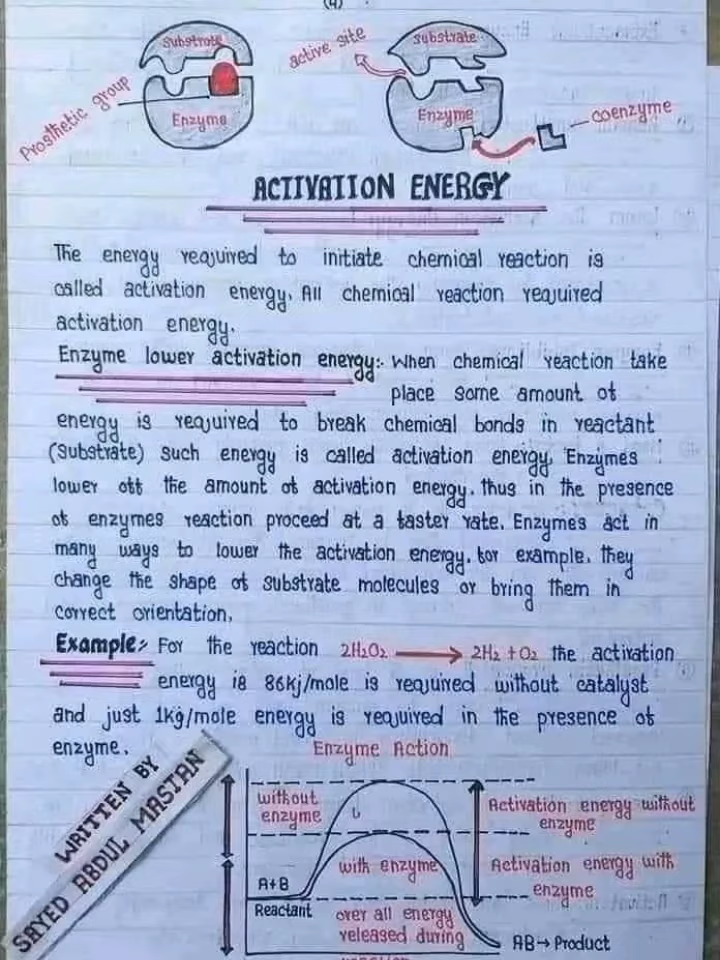 (4)
Substrate
Prosthetic group
Enzyme
active site
Substrate
Enzyme
coenzyme
ACTIVATION ENERGY
The energy required to initiate chemical reaction is
called activation energy. All chemical reaction required
activation energy.
Enzyme lower activation energy:- When chemical reaction take
place some amount of
energy is required to break chemical bonds in reactant
(Substrate) such energy is called activation energy. Enzymes
lower off the amount of activation energy. thus in the presence
of enzymes reaction proceed at a faster rate. Enzymes act in
many ways to lower the activation energy. for example. they
change the shape of substrate molecules or bring them in
correct orientation.
Example:- For the reaction 2H2O2 ⟶ 2H2 + O2 the activation
energy is 86kj/mole is required without catalyst
and just 1kg/mole energy is required in the presence of
enzyme.
WRITTEN BY
SAYED ABDUL MASTAN
Enzyme Action
without
enzyme
with enzyme
A+B
Reactant
over all energy
released during
Activation energy without
enzyme
Activation energy with
enzyme
AB→ Product